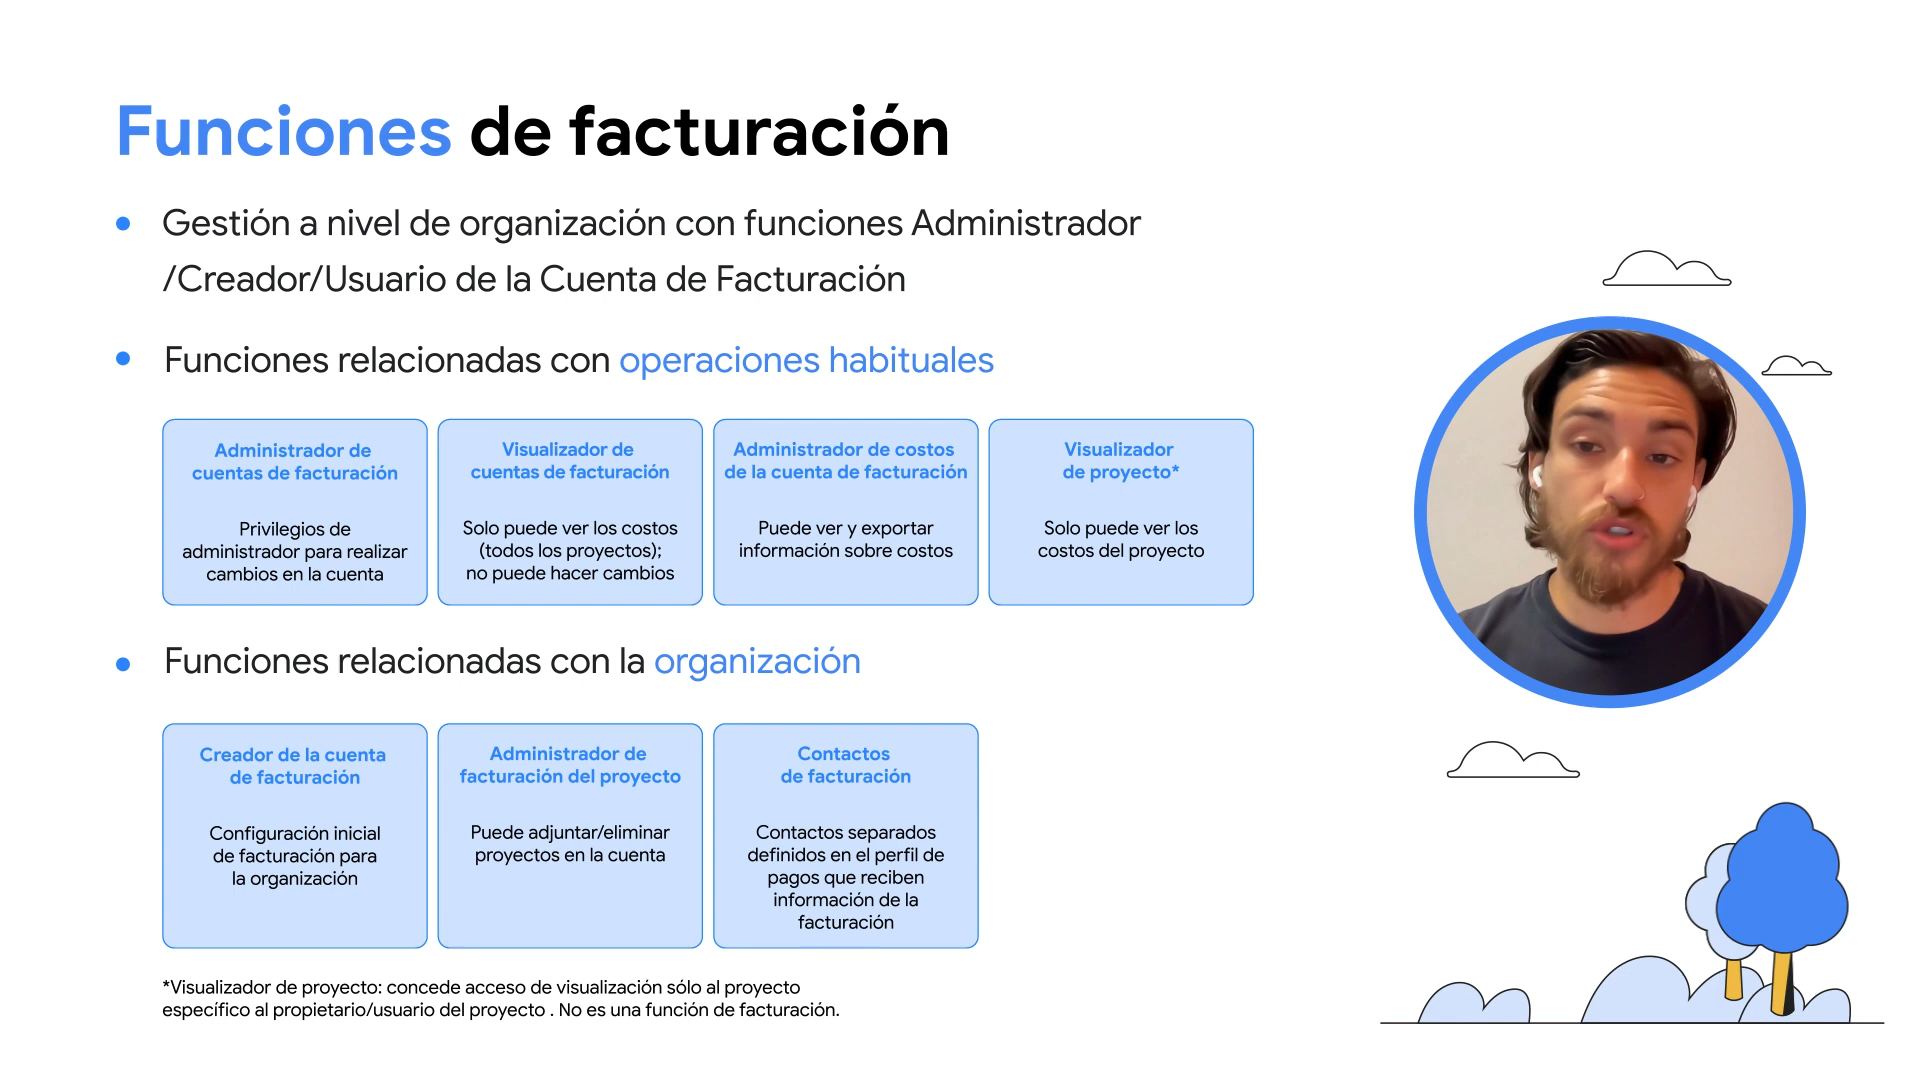 Funciones de facturación
Gestión a nivel de organización con funciones Administrador
/Creador/Usuario de la Cuenta de Facturación
Funciones relacionadas con operaciones habituales
Administrador de
cuentas de facturación
Privilegios de
administrador para realizar
cambios en la cuenta
Visualizador de
cuentas de facturación
Solo puede ver los costos
(todos los proyectos);
no puede hacer cambios
Administrador de costos
de la cuenta de facturación
Puede ver y exportar
información sobre costos
Visualizador
de proyecto*
Solo puede ver los
costos del proyecto
Funciones relacionadas con la organización
Creador de la cuenta
de facturación
Configuración inicial
de facturación para
la organización
Administrador de
facturación del proyecto
Puede adjuntar/eliminar
proyectos en la cuenta
Contactos
de facturación
Contactos separados
definidos en el perfil de
pagos que reciben
información de la
facturación
*Visualizador de proyecto: concede acceso de visualización sólo al proyecto
específico al propietario/usuario del proyecto . No es una función de facturación.